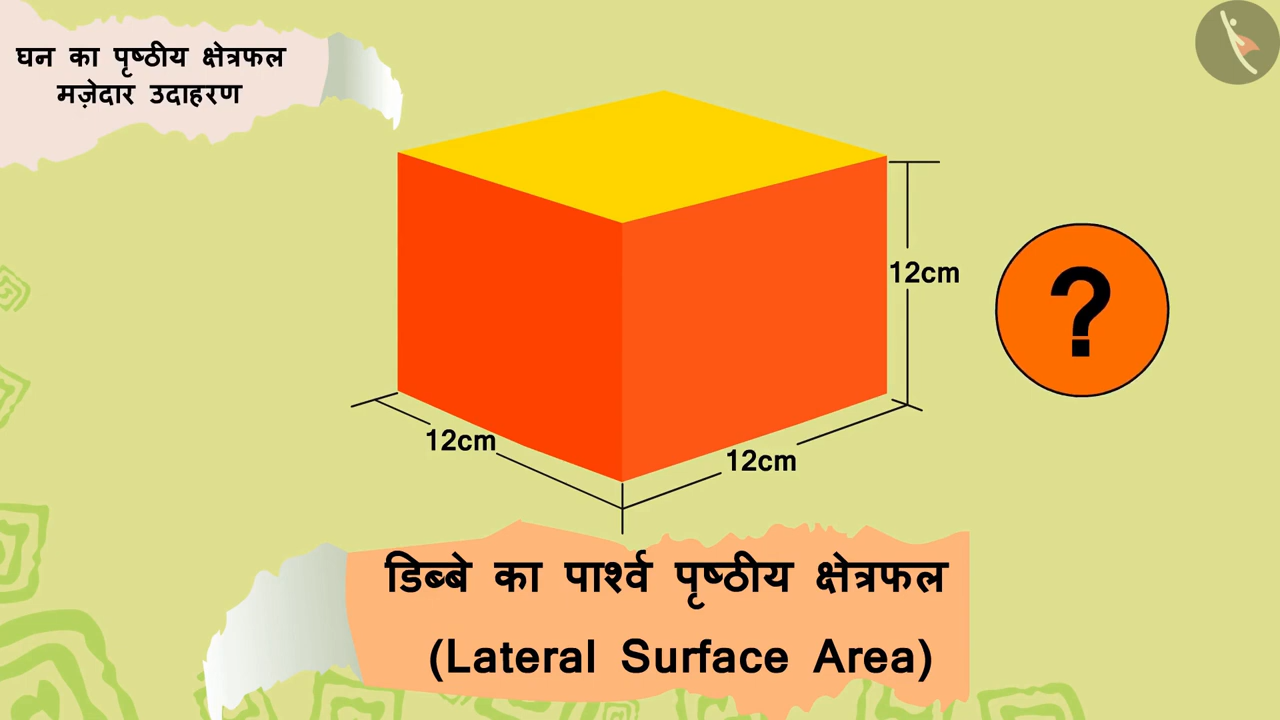 घन का पृष्ठीय क्षेत्रफल
मज़ेदार उदाहरण
12cm
?
12cm
12cm
डिब्बे का पार्श्व पृष्ठीय क्षेत्रफल
(Lateral Surface Area)